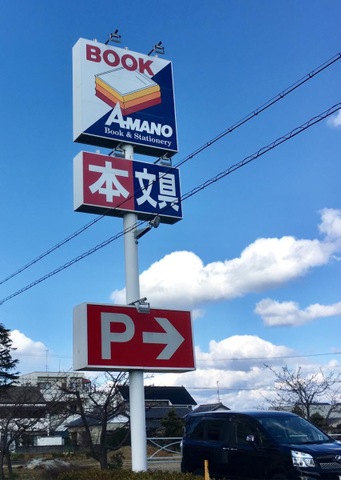 BOOK
AMANO
Book & Stationery
本文具
P→